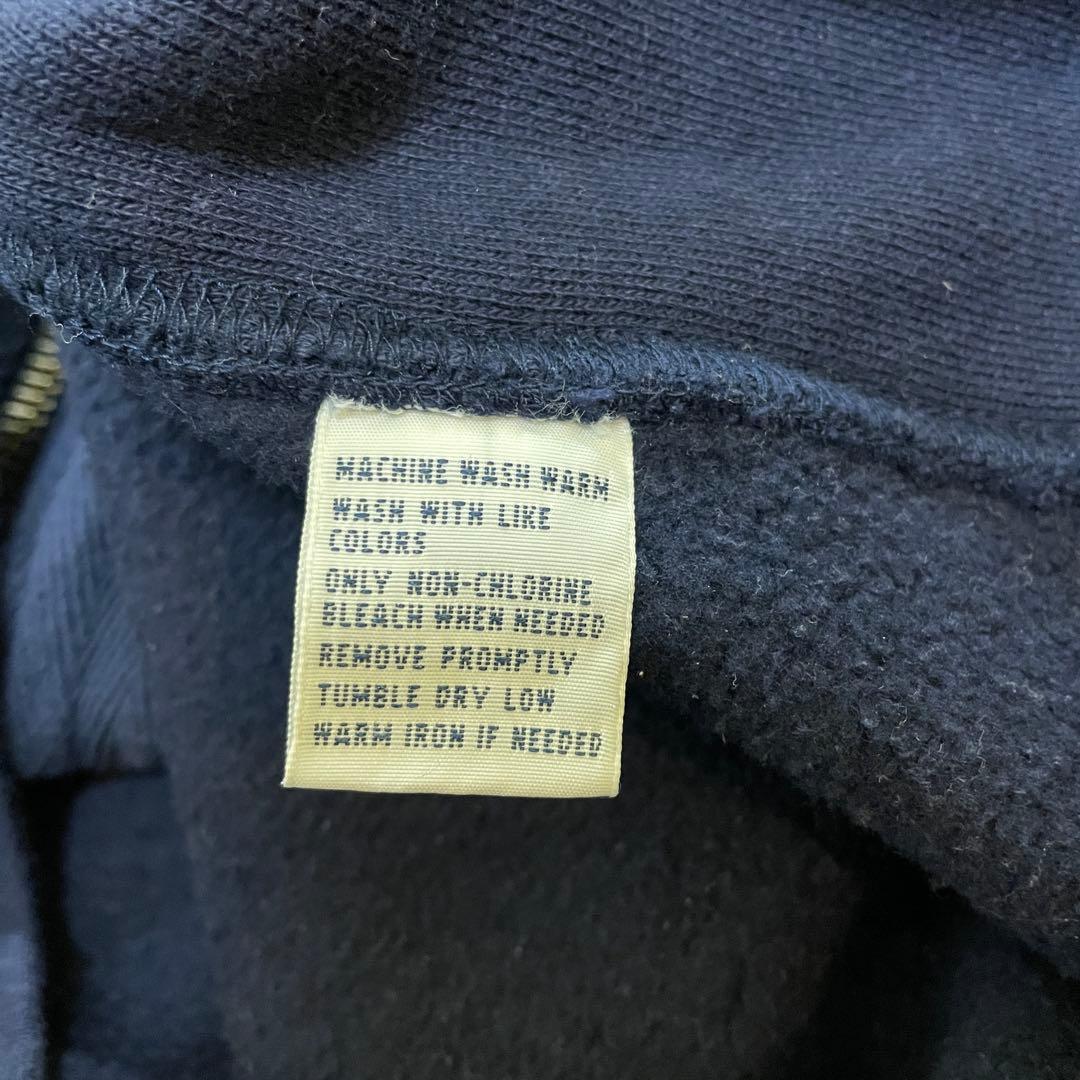 MACHINE WASH WARM
WASH WITH LIKE
COLORS
ONLY NON-CHLORINE
BLEACH WHEN NEEDED
REMOVE PROMPTLY
TUMBLE DRY LOW
WARM IRON IF NEEDED